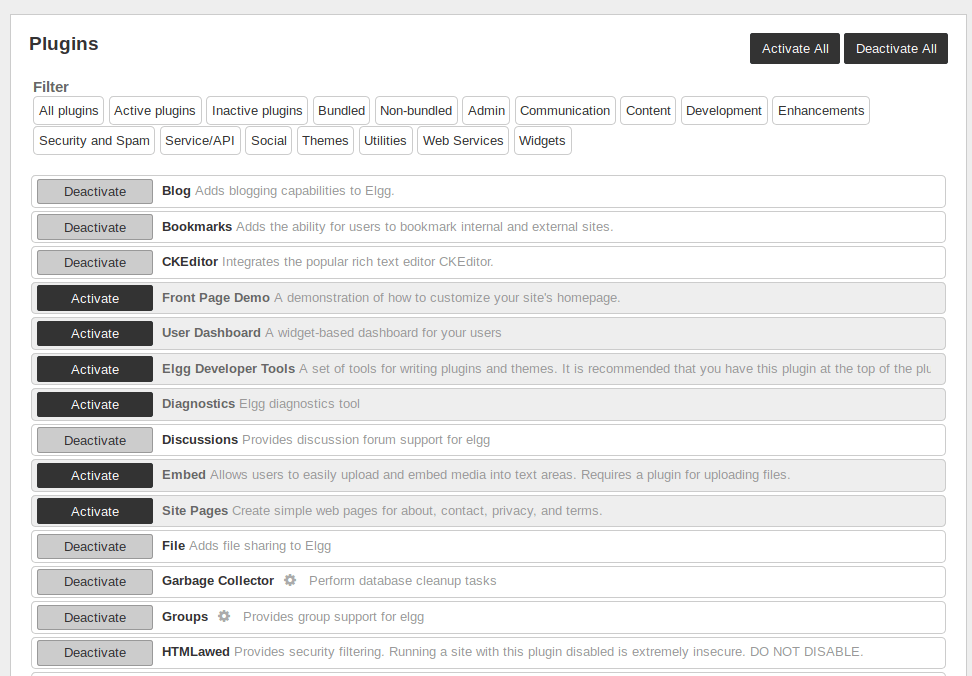 Plugins
Activate All Deactivate All
Filter
All plugins Active plugins Inactive plugins Bundled Non-bundled Admin Communication Content Development Enhancements
Security and Spam Service/API Social Themes Utilities Web Services Widgets
Deactivate Blog Adds blogging capabilities to Elgg.
Deactivate Bookmarks Adds the ability for users to bookmark internal and external sites.
Deactivate CKEditor Integrates the popular rich text editor CKEditor.
Activate Front Page Demo A demonstration of how to customize your site's homepage.
Activate User Dashboard A widget-based dashboard for your users
Activate Elgg Developer Tools A set of tools for writing plugins and themes. It is recommended that you have this plugin at the top of the plu
Activate Diagnostics Elgg diagnostics tool
Deactivate Discussions Provides discussion forum support for elgg
Activate Embed Allows users to easily upload and embed media into text areas. Requires a plugin for uploading files.
Activate Site Pages Create simple web pages for about, contact, privacy, and terms.
Deactivate File Adds file sharing to Elgg
Deactivate Garbage Collector Perform database cleanup tasks
Deactivate Groups Provides group support for elgg
Deactivate HTMLawed Provides security filtering. Running a site with this plugin disabled is extremely insecure. DO NOT DISABLE.